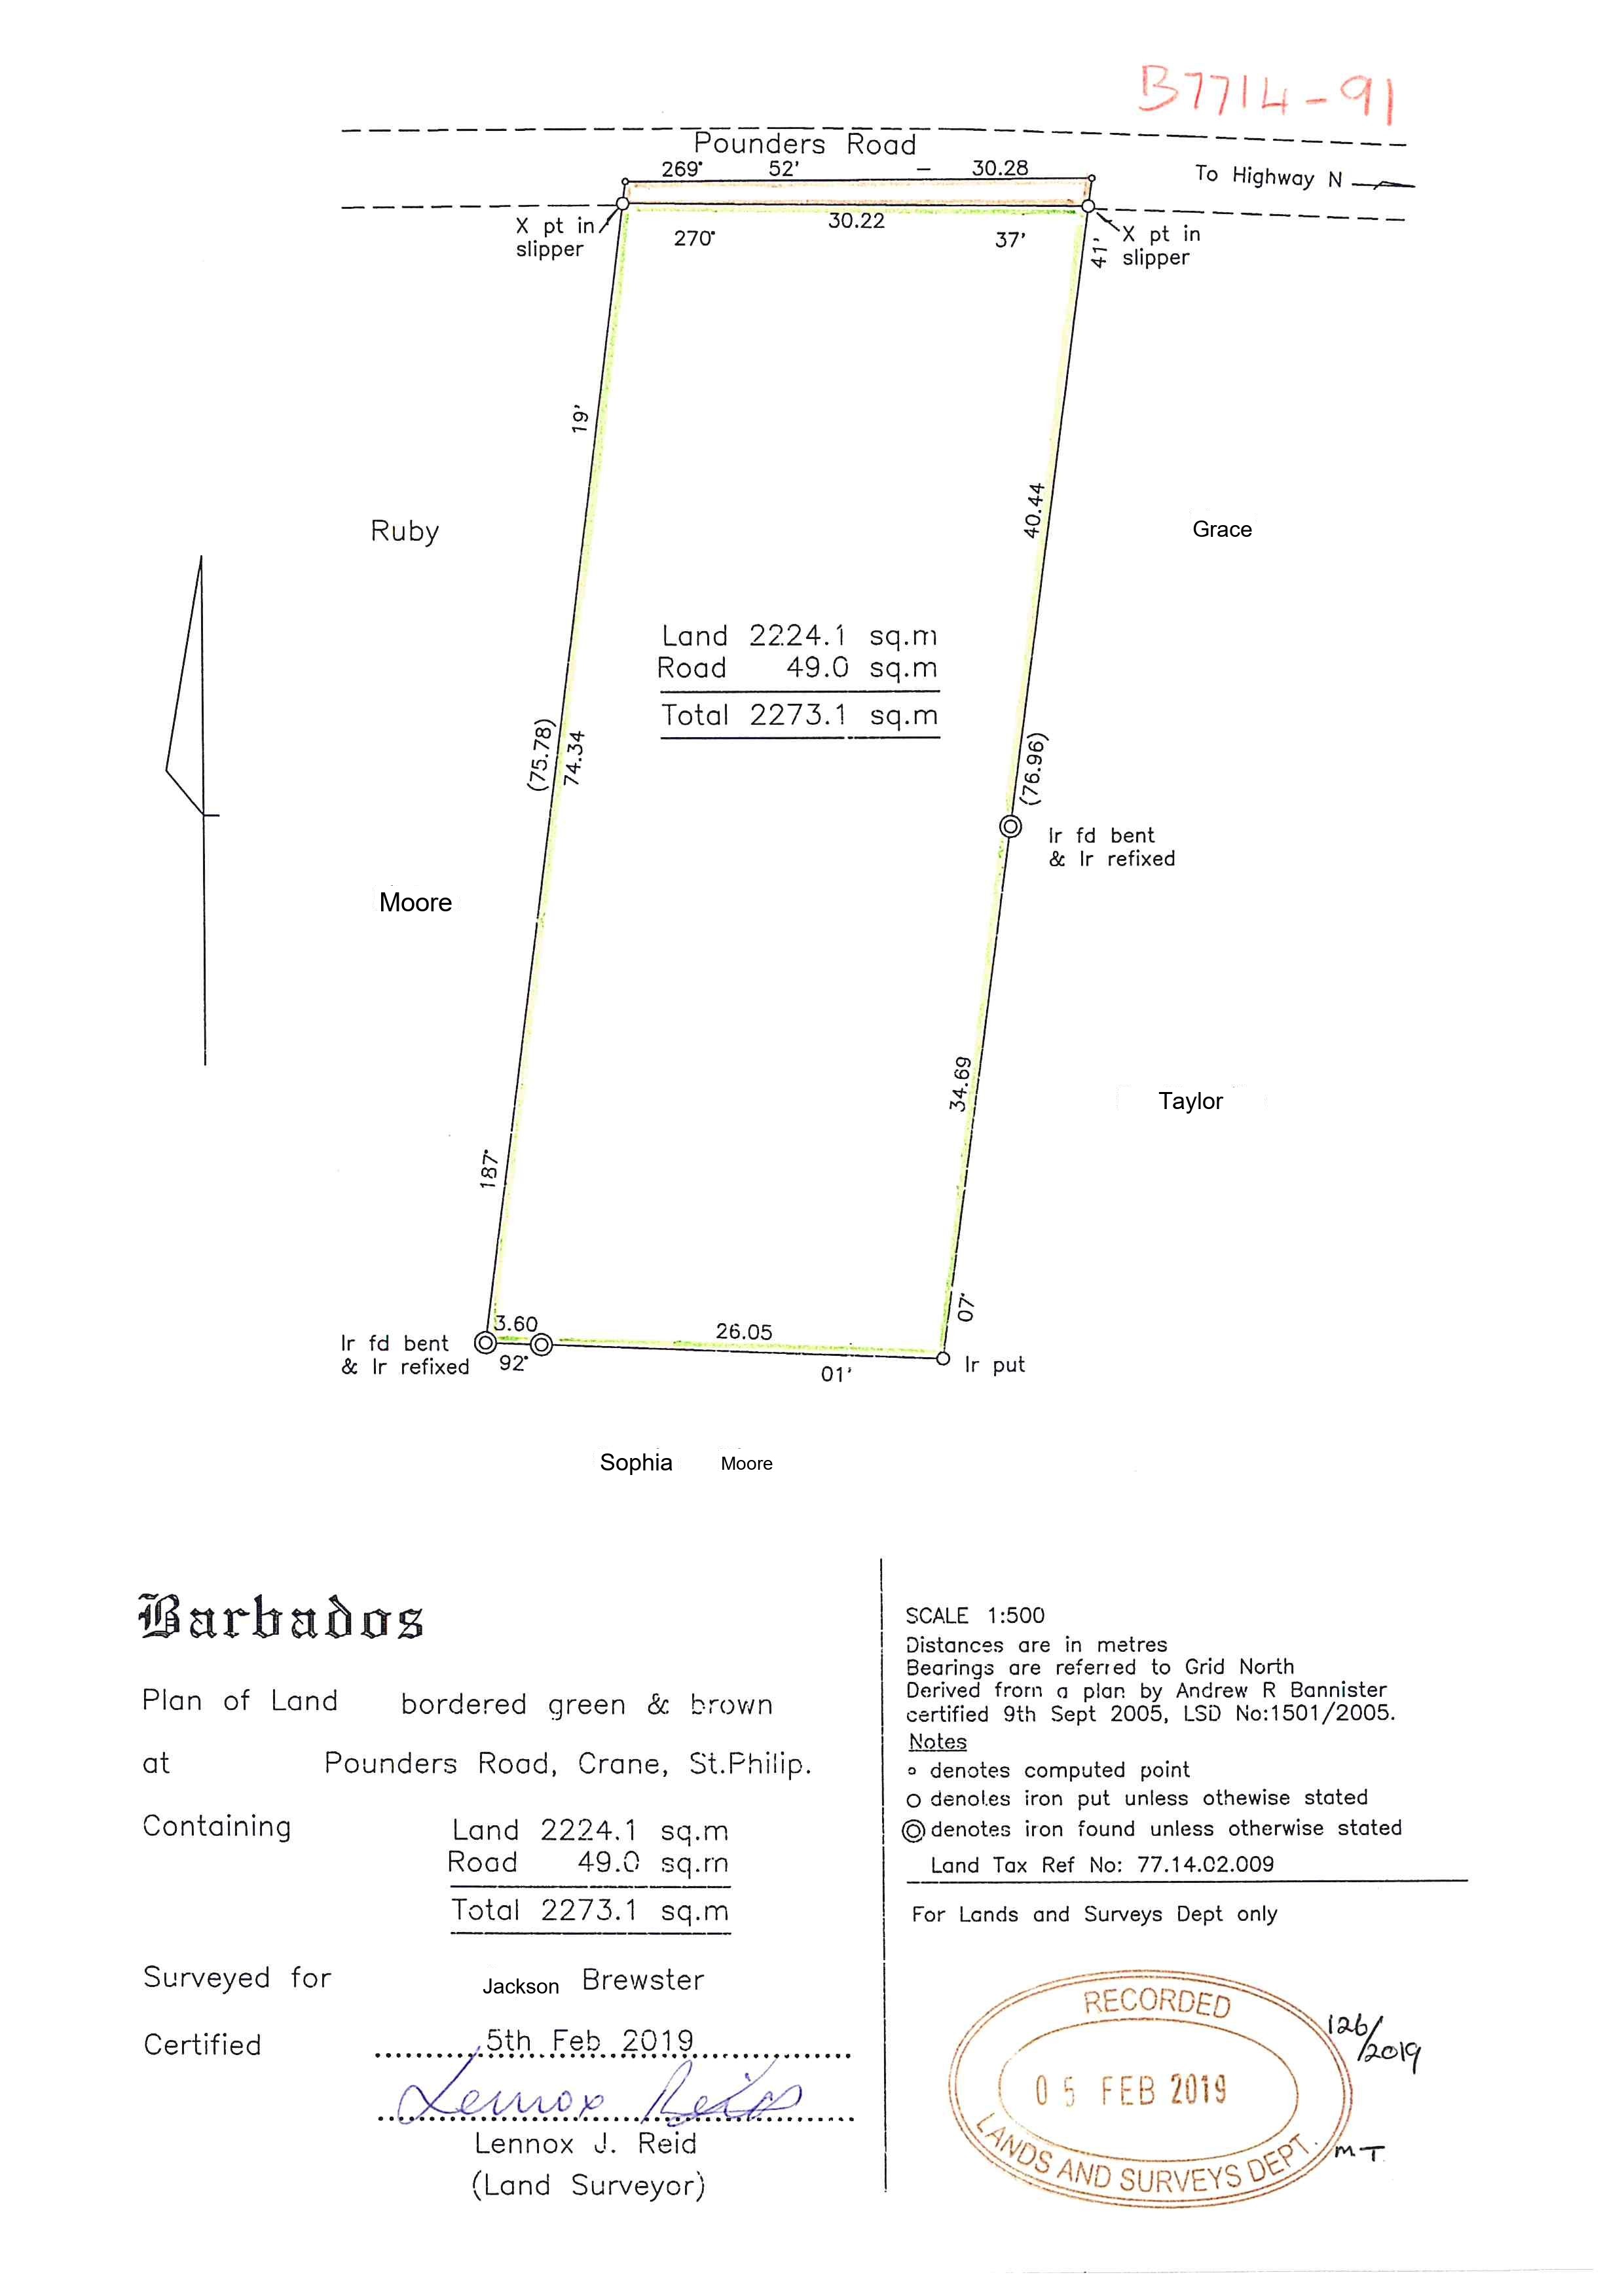 B7714-91
Pounders Road
269° 52' – 30.28
To Highway N
X pt in
slipper
30.22
270° 37'
X pt in
slipper
41'
19'
40.44
Ruby
Grace
Land 2224.1 sq.m
Road 49.0 sq.m
Total 2273.1 sq.m
(75.78)
74.34
(76.96)
Ir fd bent
& Ir refixed
Moore
34.69
Taylor
187°
07°
3.60
26.05
Ir fd bent
& Ir refixed
92° 01'
Ir put
Sophia Moore
Barbados
Plan of Land bordered green & brown
at Pounders Road, Crane, St.Philip.
Containing Land 2224.1 sq.m
Road 49.0 sq.m
Total 2273.1 sq.m
Surveyed for Jackson Brewster
Certified 5th Feb 2019
Lennox Reid
Lennox J. Reid
(Land Surveyor)
SCALE 1:500
Distances are in metres
Bearings are referred to Grid North
Derived from a plan by Andrew R Bannister
certified 9th Sept 2005, LSD No:1501/2005.
Notes
denotes computed point
denotes iron put unless othewise stated
denotes iron found unless otherwise stated
Land Tax Ref No: 77.14.02.009
For Lands and Surveys Dept only
RECORDED
126/2019
05 FEB 2019
LANDS AND SURVEYS DEPT.
M.T